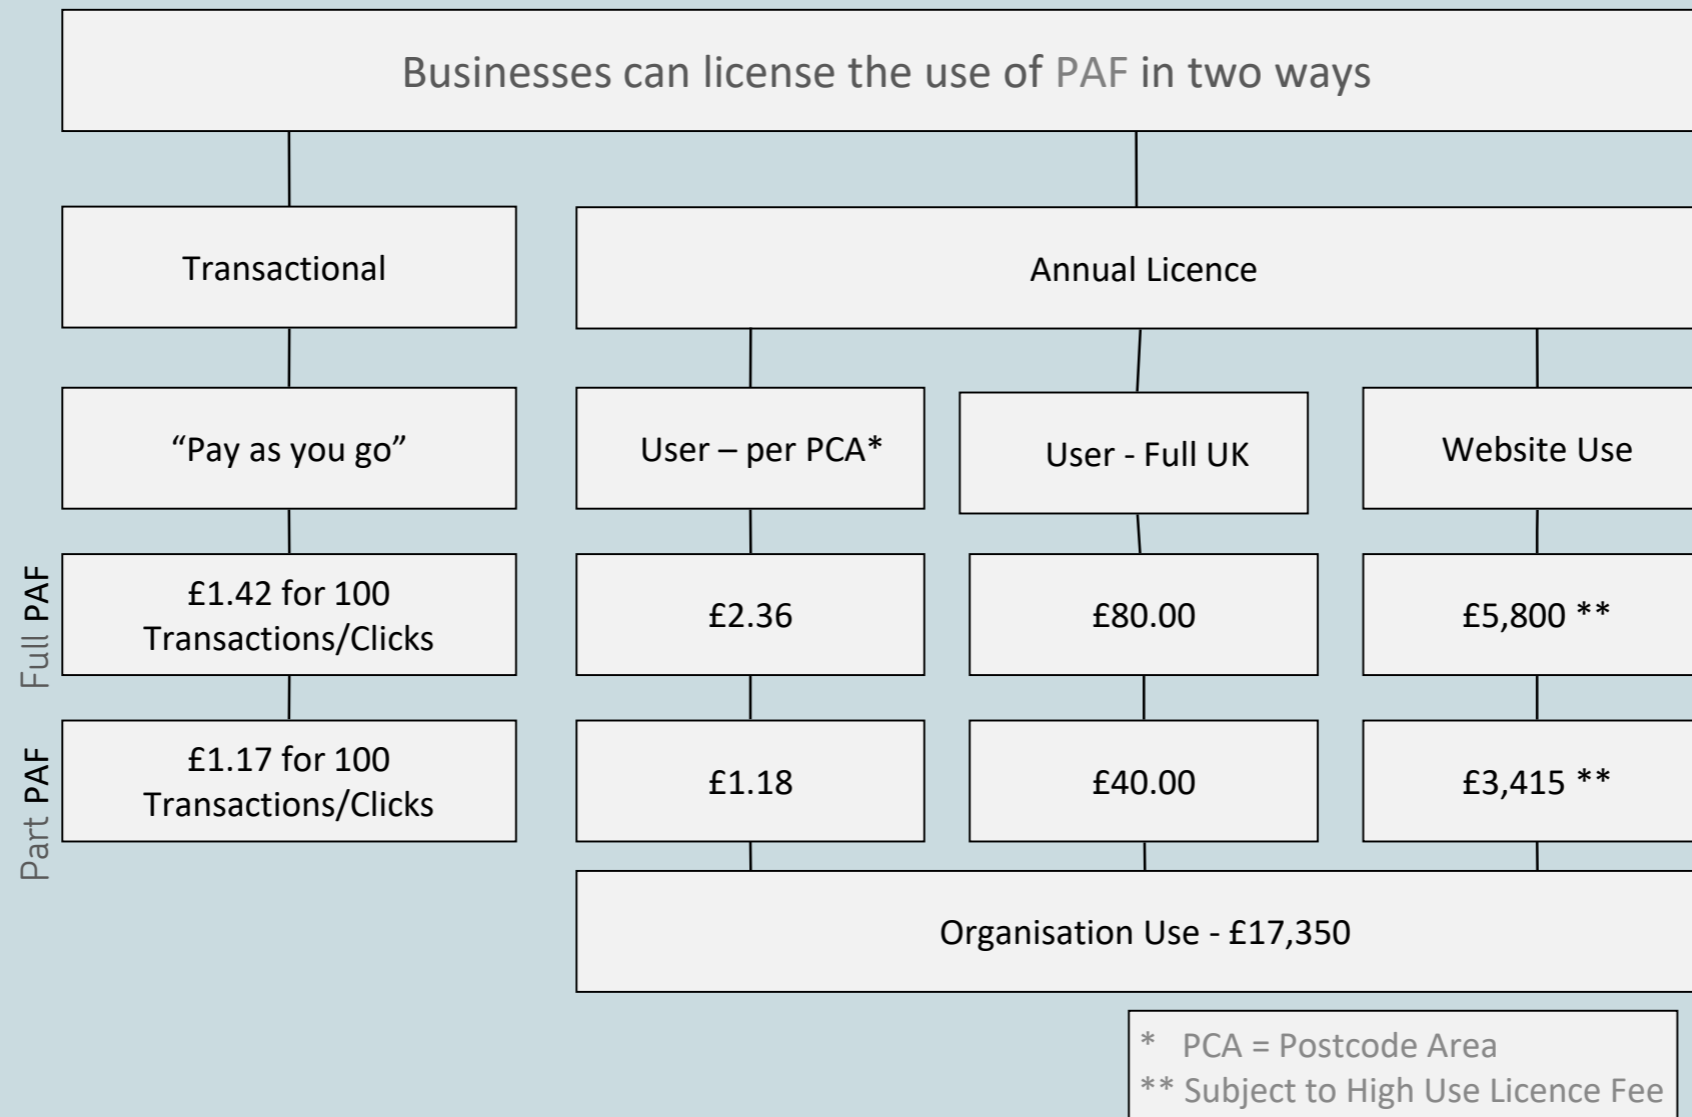 Businesses can license the use of PAF in two ways
Transactional
Annual Licence
“Pay as you go”
User – per PCA*
User - Full UK
Website Use
Full PAF
£1.42 for 100
Transactions/Clicks
£2.36
£80.00
£5,800 **
Part PAF
£1.17 for 100
Transactions/Clicks
£1.18
£40.00
£3,415 **
Organisation Use - £17,350
* PCA = Postcode Area
** Subject to High Use Licence Fee